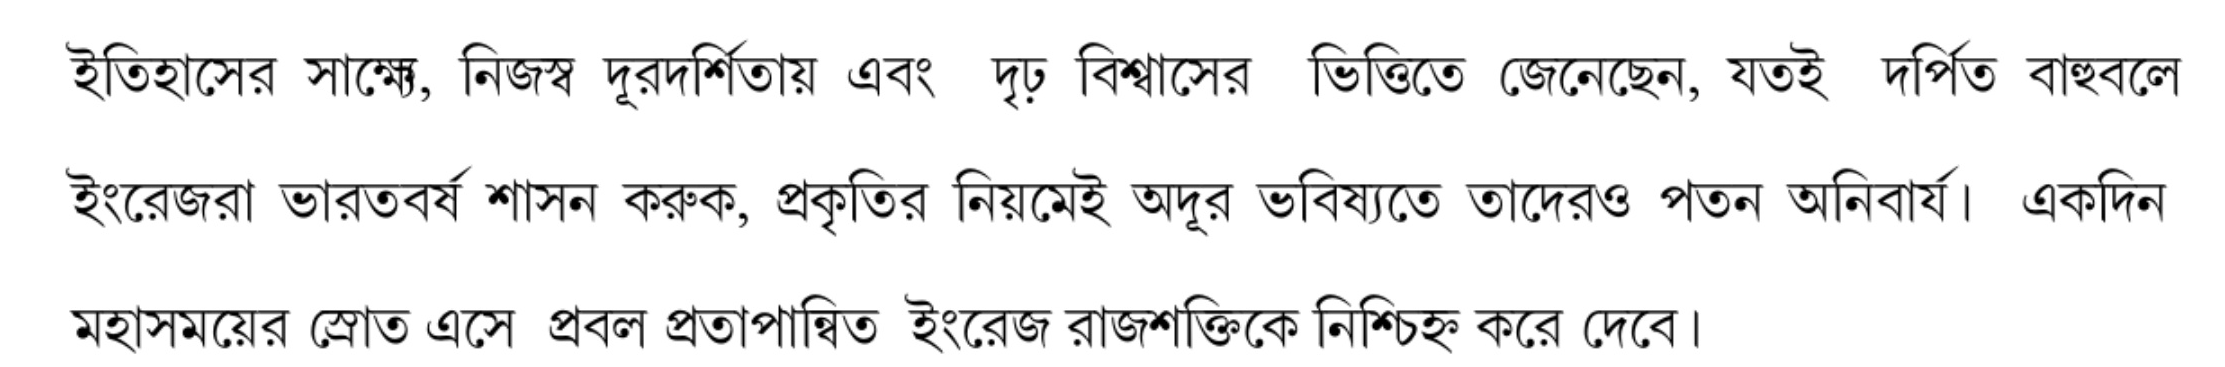 ইতিহাসের সাক্ষ্যে, নিজস্ব দূরদর্শিতায় এবং দৃঢ় বিশ্বাসের ভিত্তিতে জেনেছেন, যতই দর্পিত বাহুবলে
ইংরেজরা ভারতবর্ষ শাসন করুক, প্রকৃতির নিয়মেই অদূর ভবিষ্যতে তাদেরও পতন অনিবার্য। একদিন
মহাসময়ের স্রোত এসে প্রবল প্রতাপান্বিত ইংরেজ রাজশক্তিকে নিশ্চিহ্ন করে দেবে।